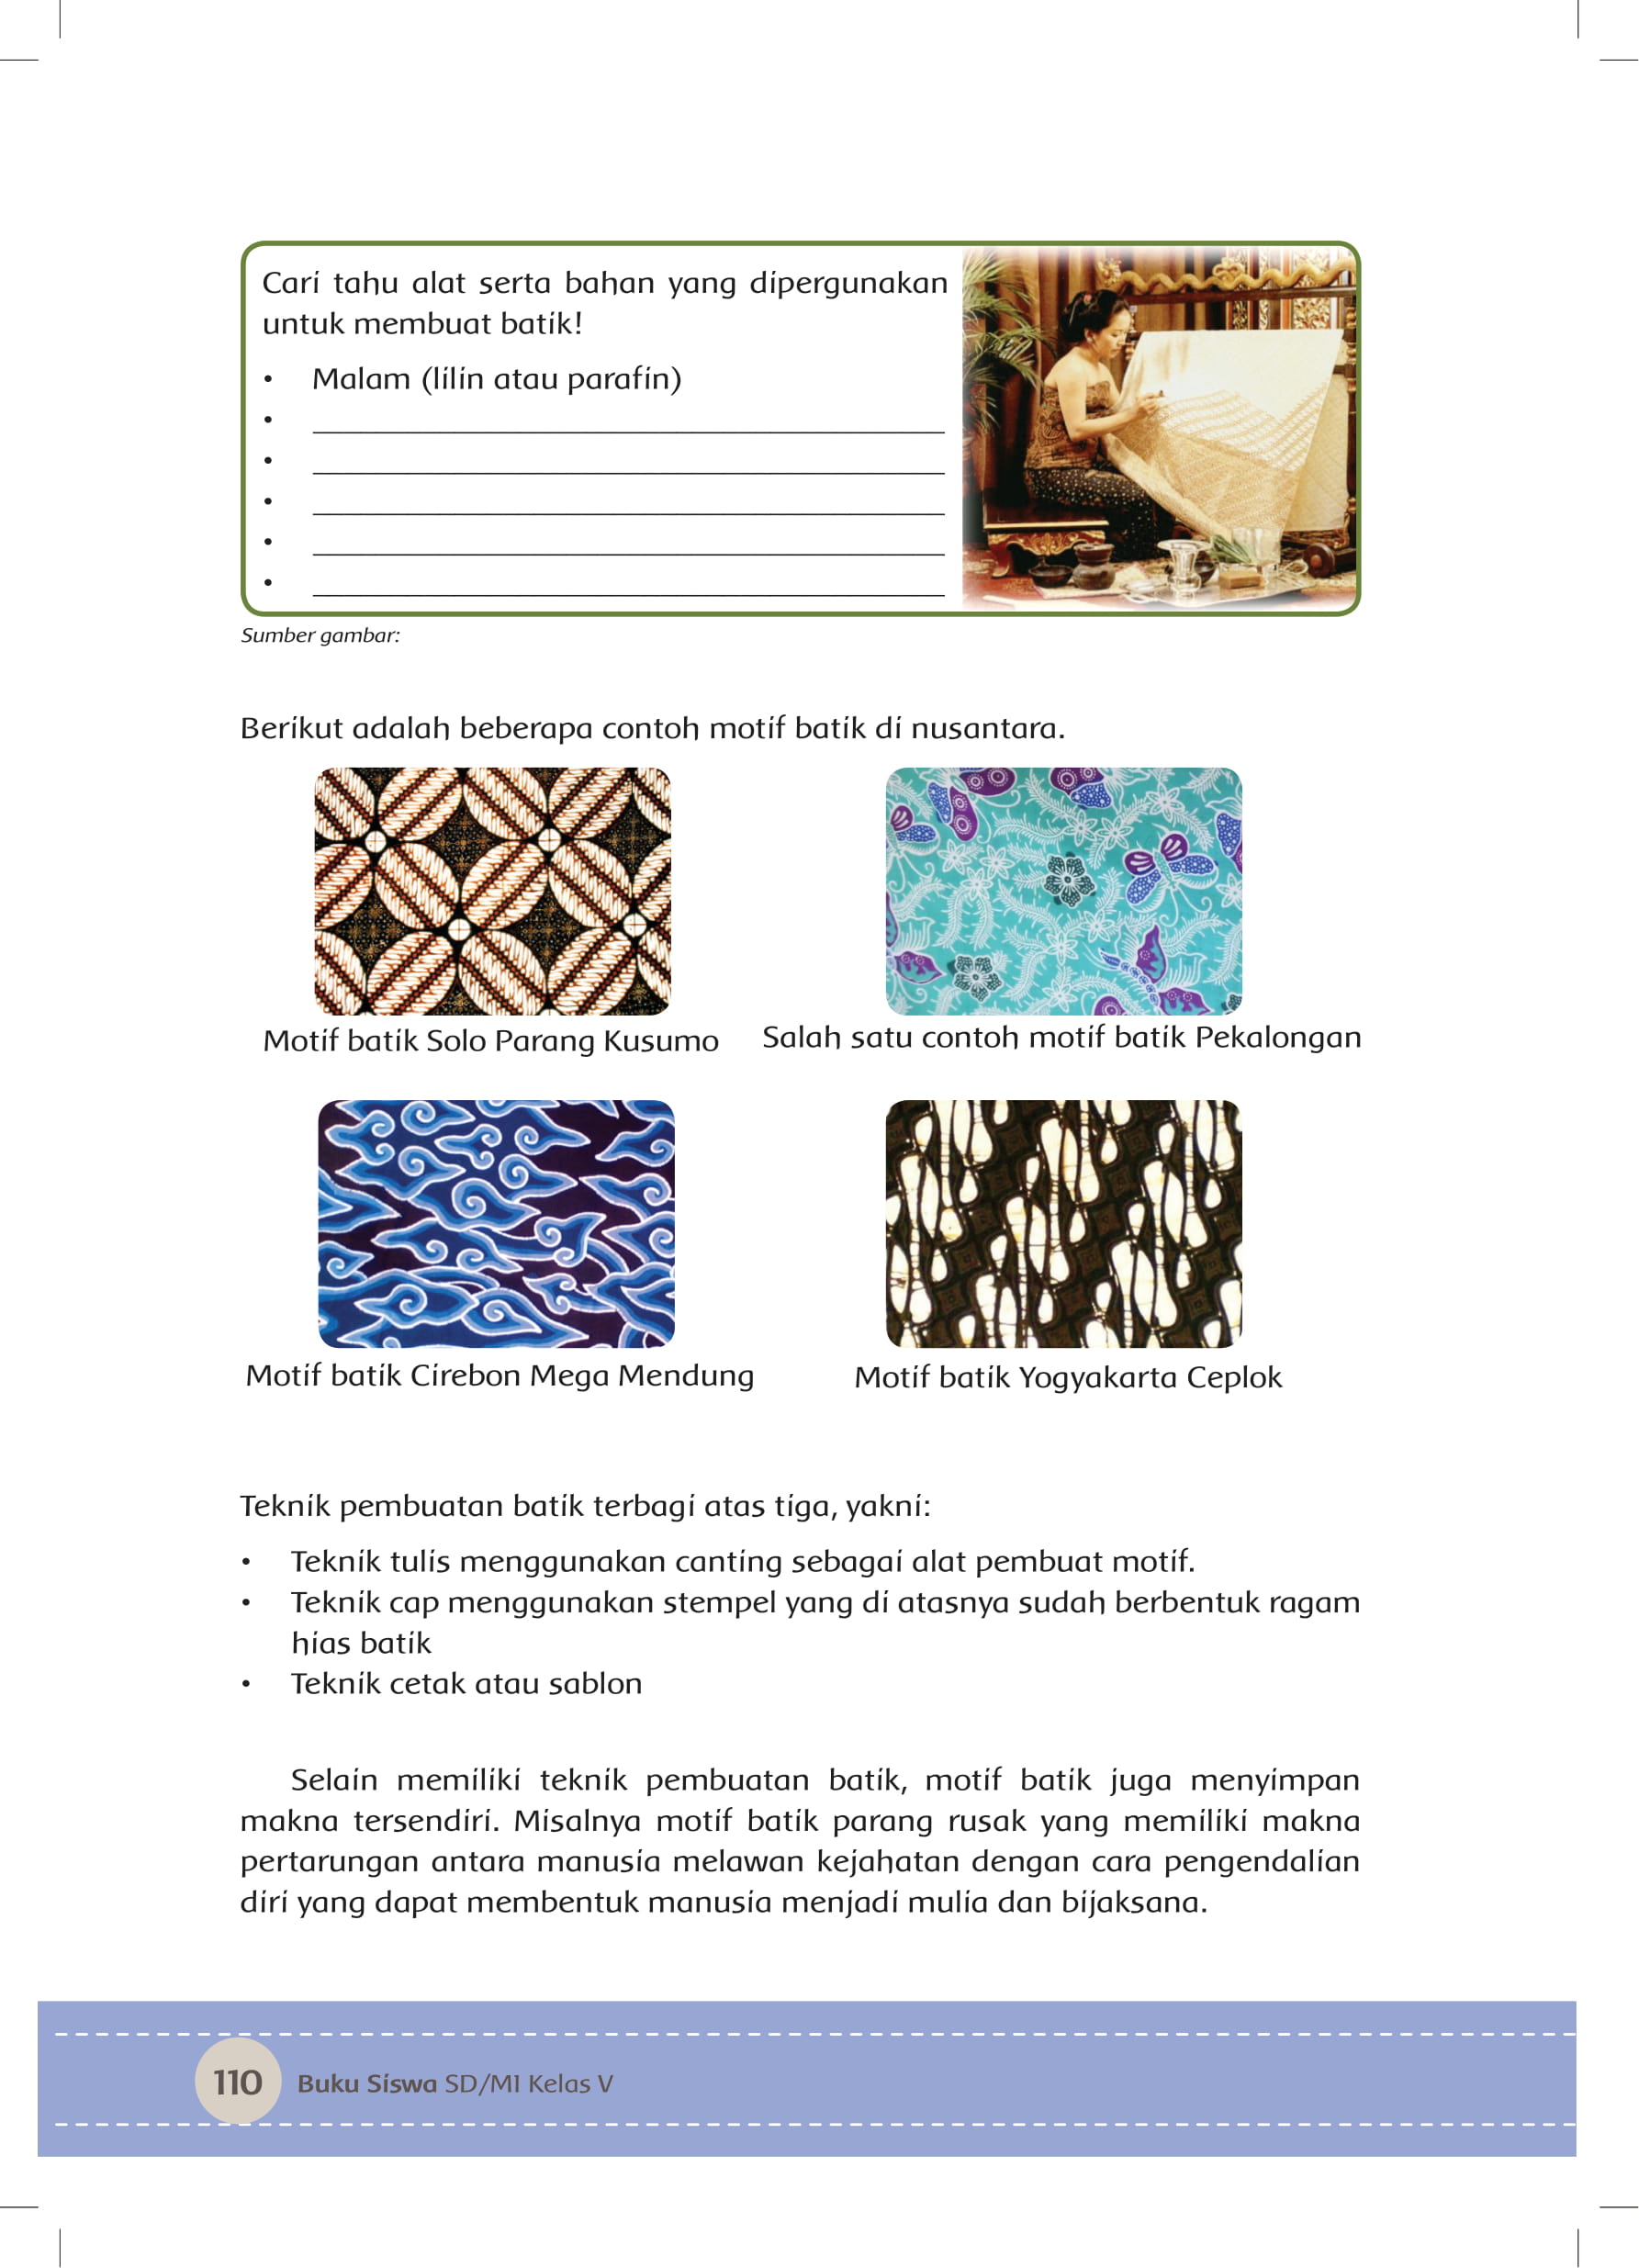 Cari tahu alat serta bahan yang dipergunakan
untuk membuat batik!
• Malam (lilin atau parafin)
•
•
•
•
•
Sumber gambar:
Berikut adalah beberapa contoh motif batik di nusantara.
Motif batik Solo Parang Kusumo
Salah satu contoh motif batik Pekalongan
Motif batik Cirebon Mega Mendung
Motif batik Yogyakarta Ceplok
Teknik pembuatan batik terbagi atas tiga, yakni:
• Teknik tulis menggunakan canting sebagai alat pembuat motif.
• Teknik cap menggunakan stempel yang di atasnya sudah berbentuk ragam
hias batik
• Teknik cetak atau sablon
Selain memiliki teknik pembuatan batik, motif batik juga menyimpan
makna tersendiri. Misalnya motif batik parang rusak yang memiliki makna
pertarungan antara manusia melawan kejahatan dengan cara pengendalian
diri yang dapat membentuk manusia menjadi mulia dan bijaksana.
110 Buku Siswa SD/MI Kelas V